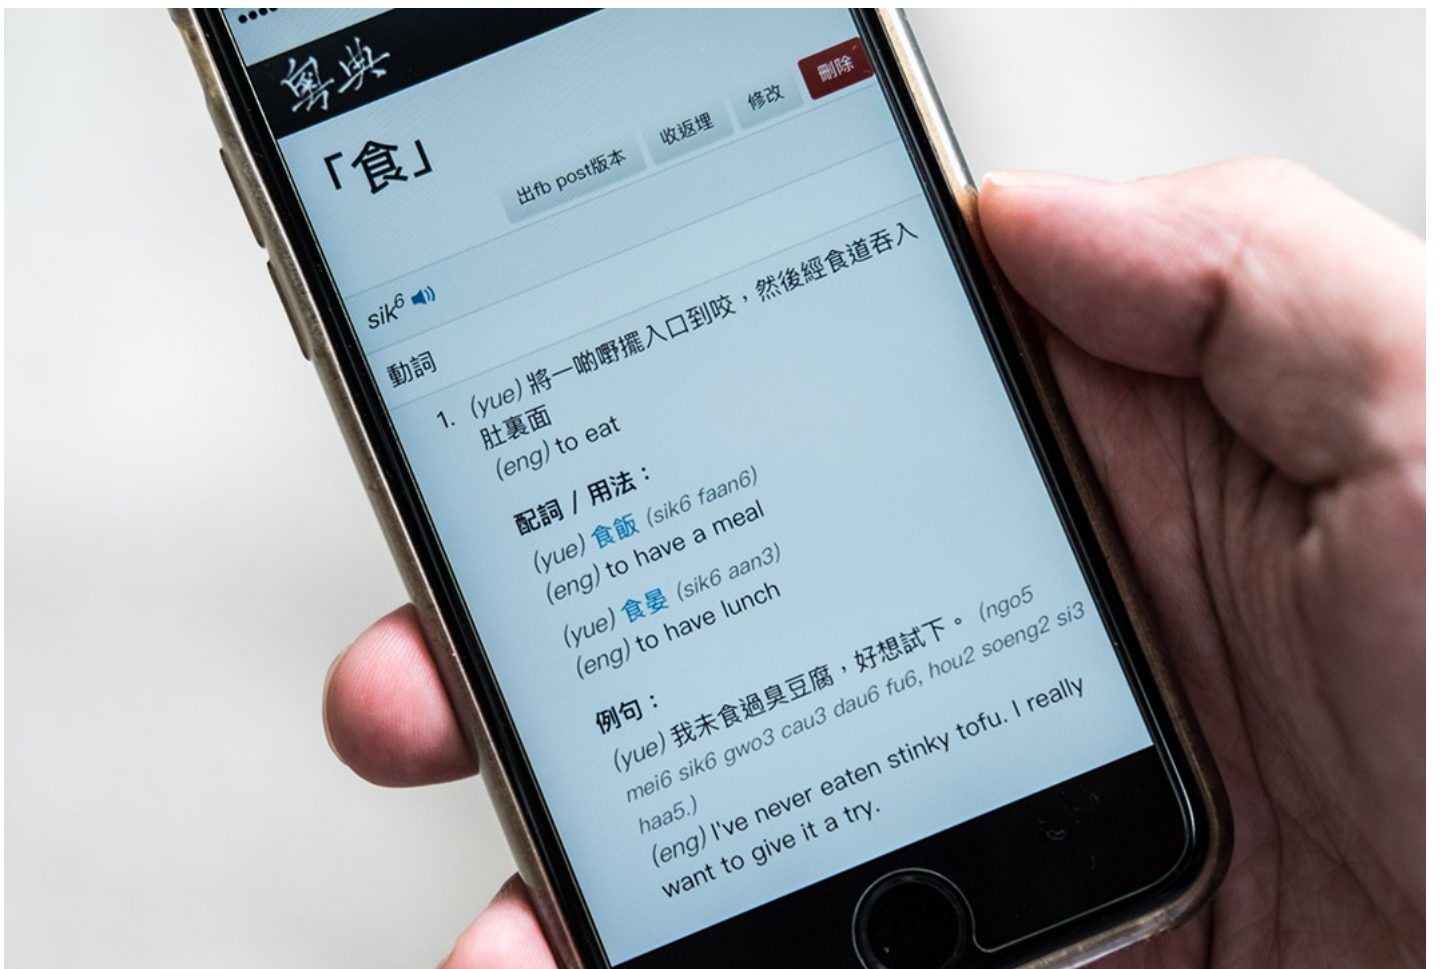 粵典
「食」
出fb post版本 收返埋 修改 刪除
sik6
動詞
1. (yue) 將一啲嘢擺入口到咬，然後經食道吞入
肚裏面
(eng) to eat
配詞 / 用法：
(yue) 食飯 (sik6 faan6)
(eng) to have a meal
(yue) 食晏 (sik6 aan3)
(eng) to have lunch
例句：
(yue) 我未食過臭豆腐，好想試下。 (ngo5
mei6 sik6 gwo3 cau3 dau6 fu6, hou2 soeng2 si3
haa5.)
(eng) I've never eaten stinky tofu. I really
want to give it a try.